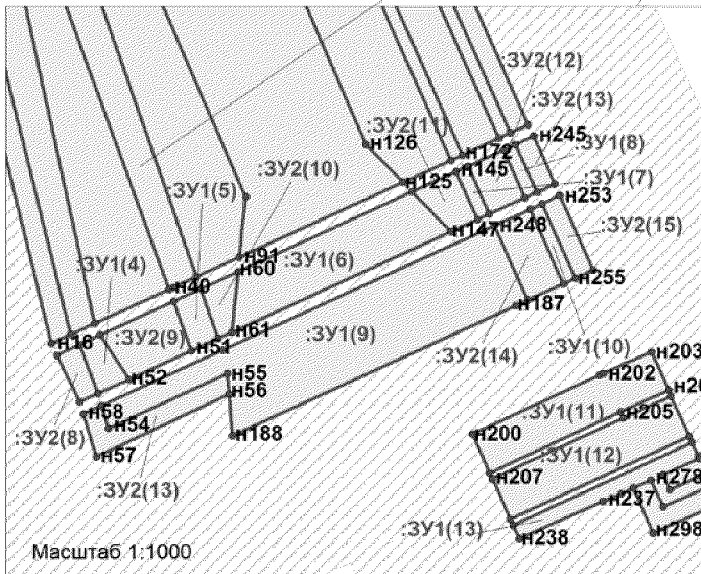 :ЗУ2(12)
:ЗУ2(13)
н126
:ЗУ2(11)
н172
н245
:ЗУ2(10)
н125
н145
:ЗУ1(8)
:ЗУ1(5)
:ЗУ1(7)
н253
н147
н248
:ЗУ2(15)
н91
н60
:ЗУ1(6)
:ЗУ1(4)
н40
н255
н187
н16
:ЗУ2(9)
н51
н61
:ЗУ1(9)
:ЗУ2(14)
:ЗУ1(10)
н203
н52
н55
н56
н202
н58
н54
:ЗУ1(11)
н205
:ЗУ2(8)
н188
н200
н57
:ЗУ1(12)
:ЗУ2(13)
н207
н278
н237
:ЗУ1(13)
н238
н298
Масштаб 1:1000